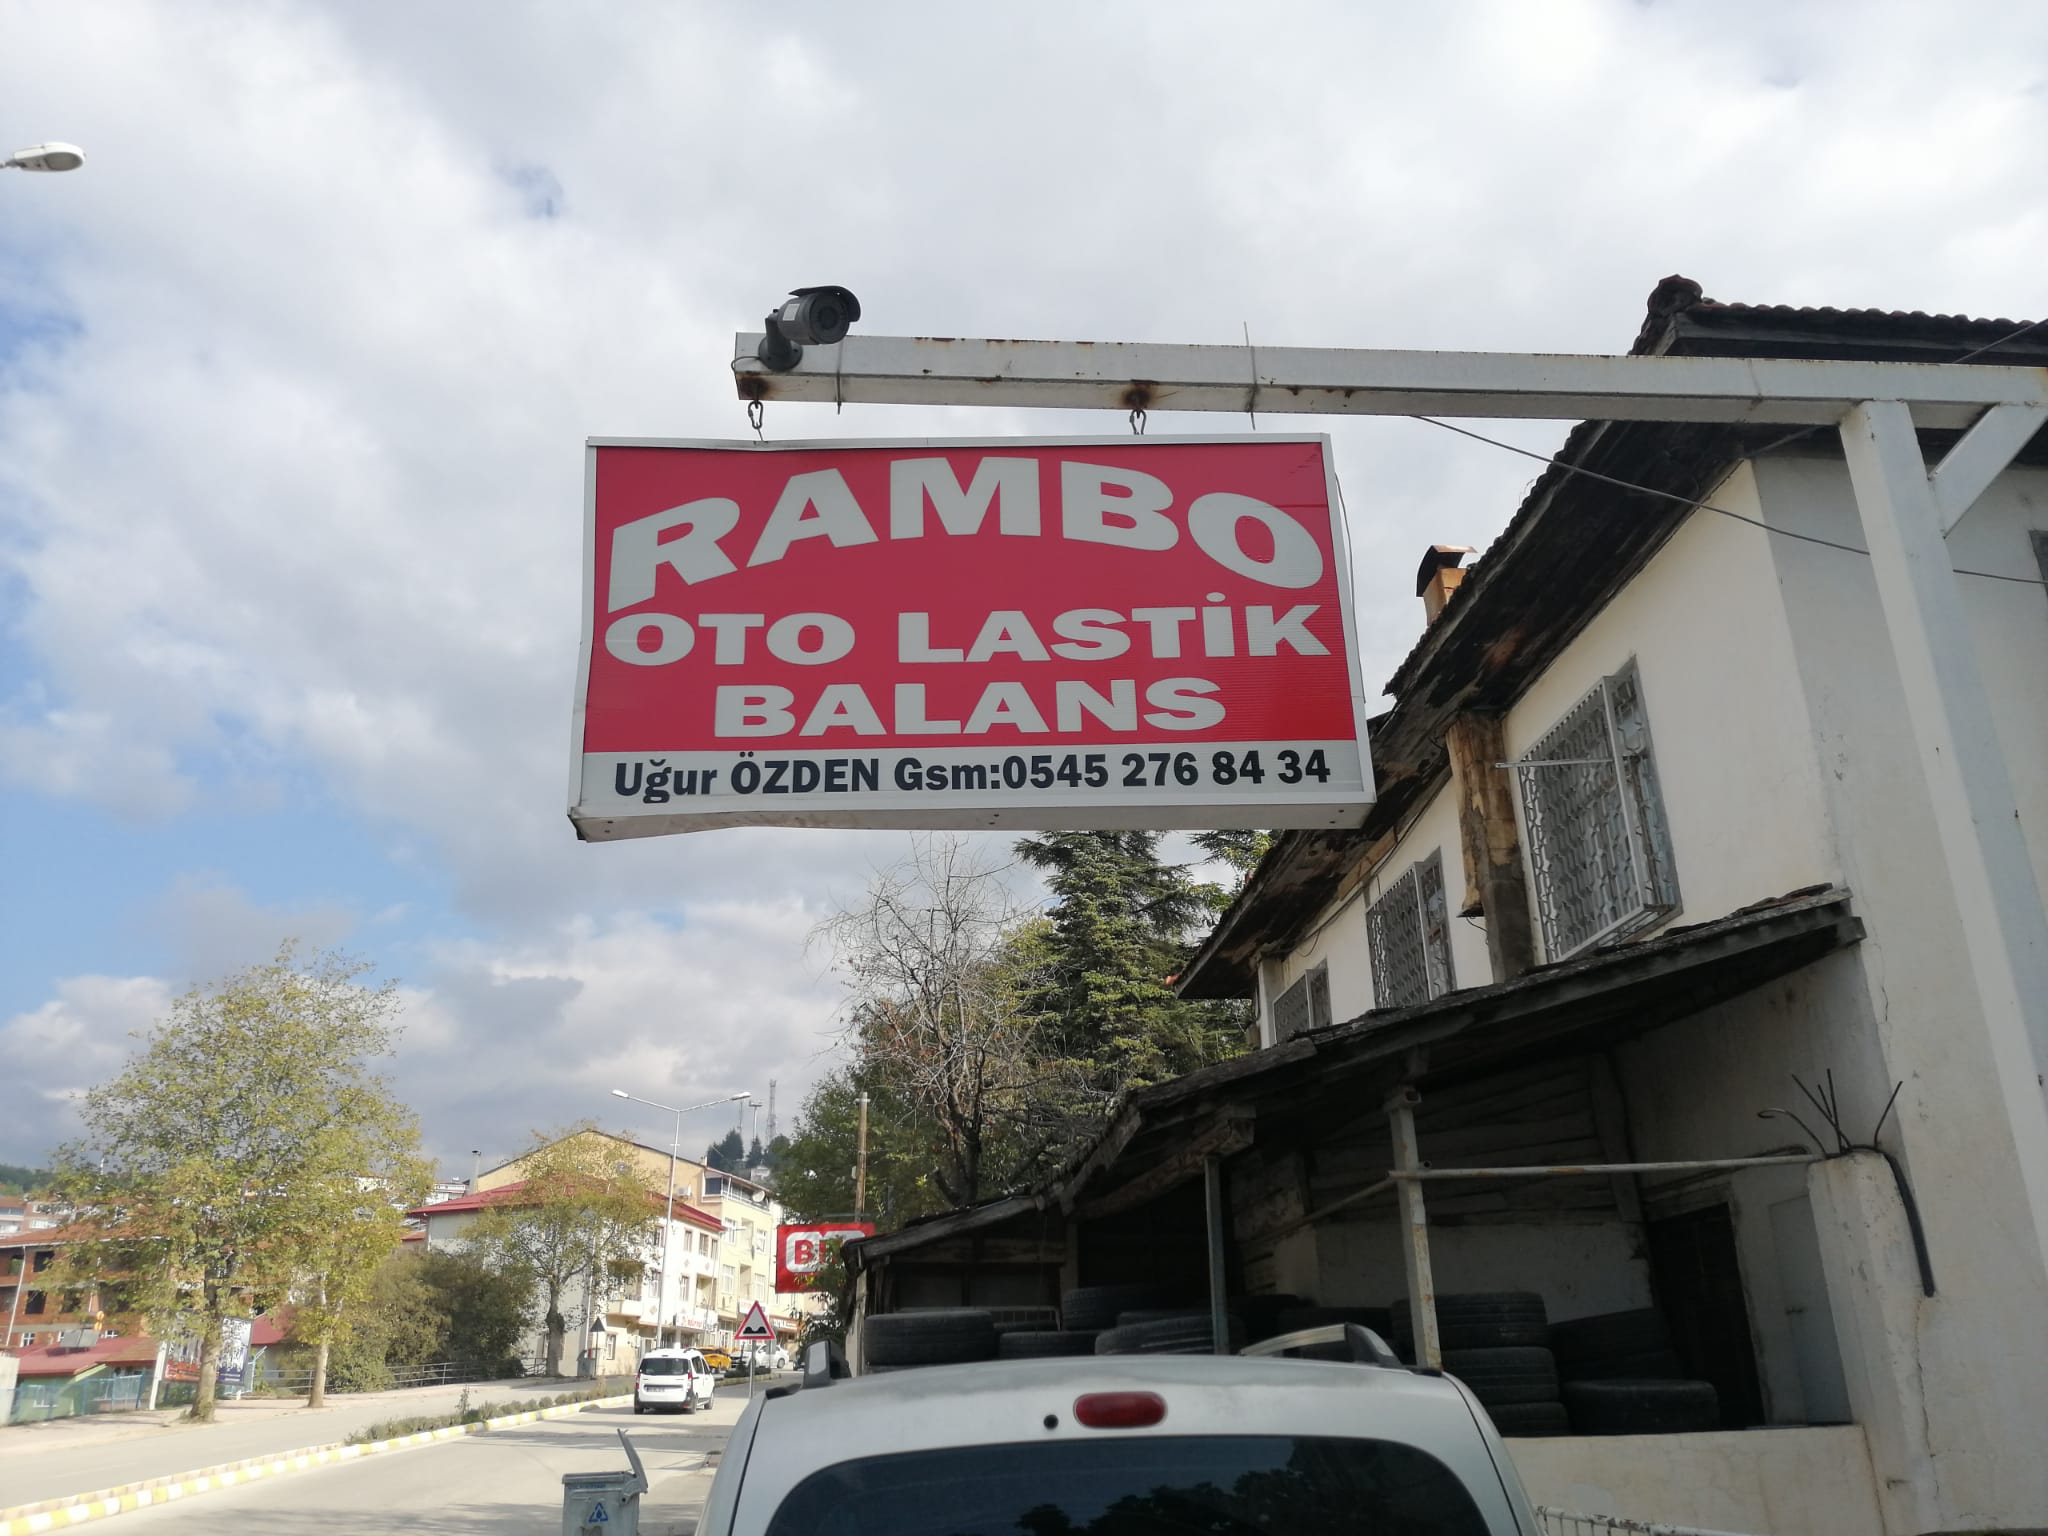 RAMBO
OTO LASTİK
BALANS
Uğur ÖZDEN Gsm:0545 276 84 34